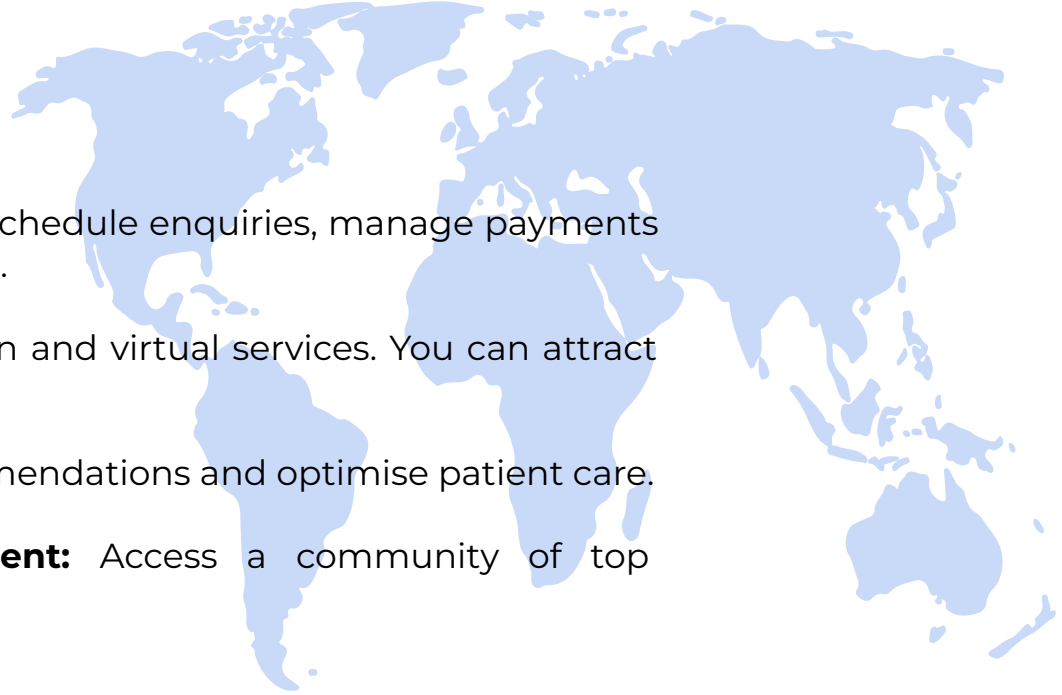 chedule enquiries, manage payments
.
n and virtual services. You can attract
nendations and optimise patient care.
ent: Access a community of top